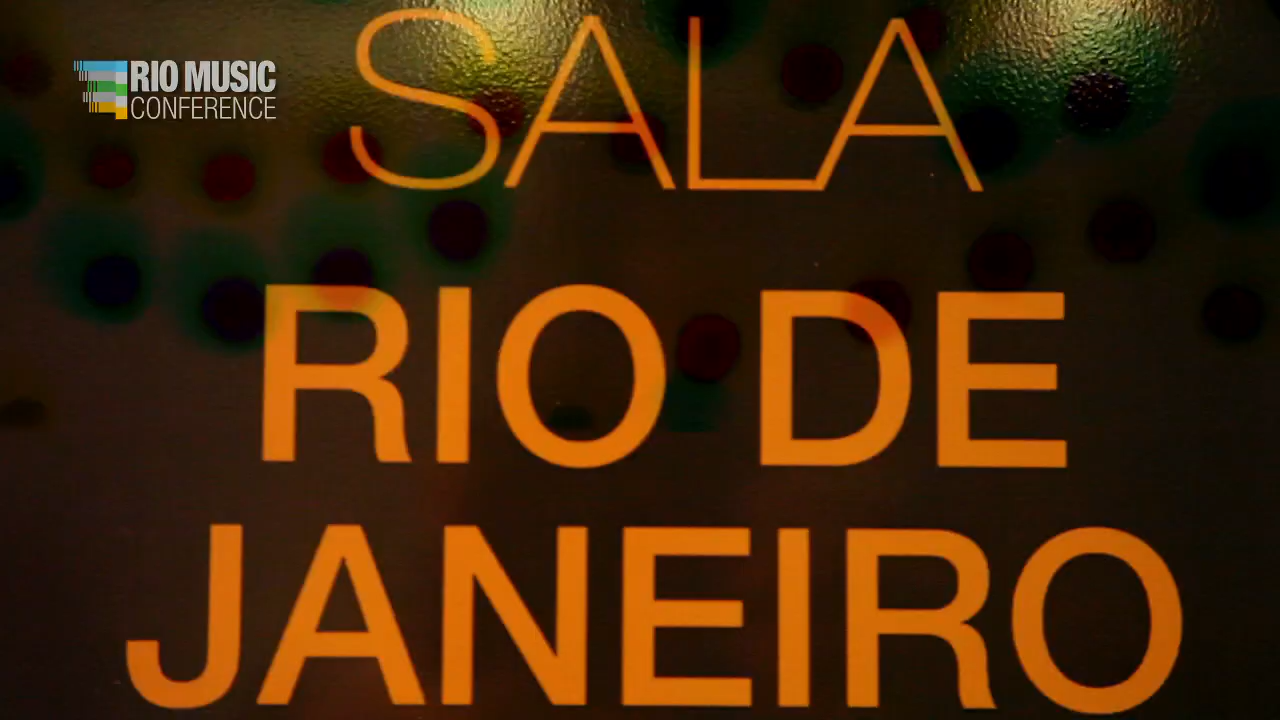 SALA
RIO MUSIC
CONFERENCE
RIO DE
JANEIRO